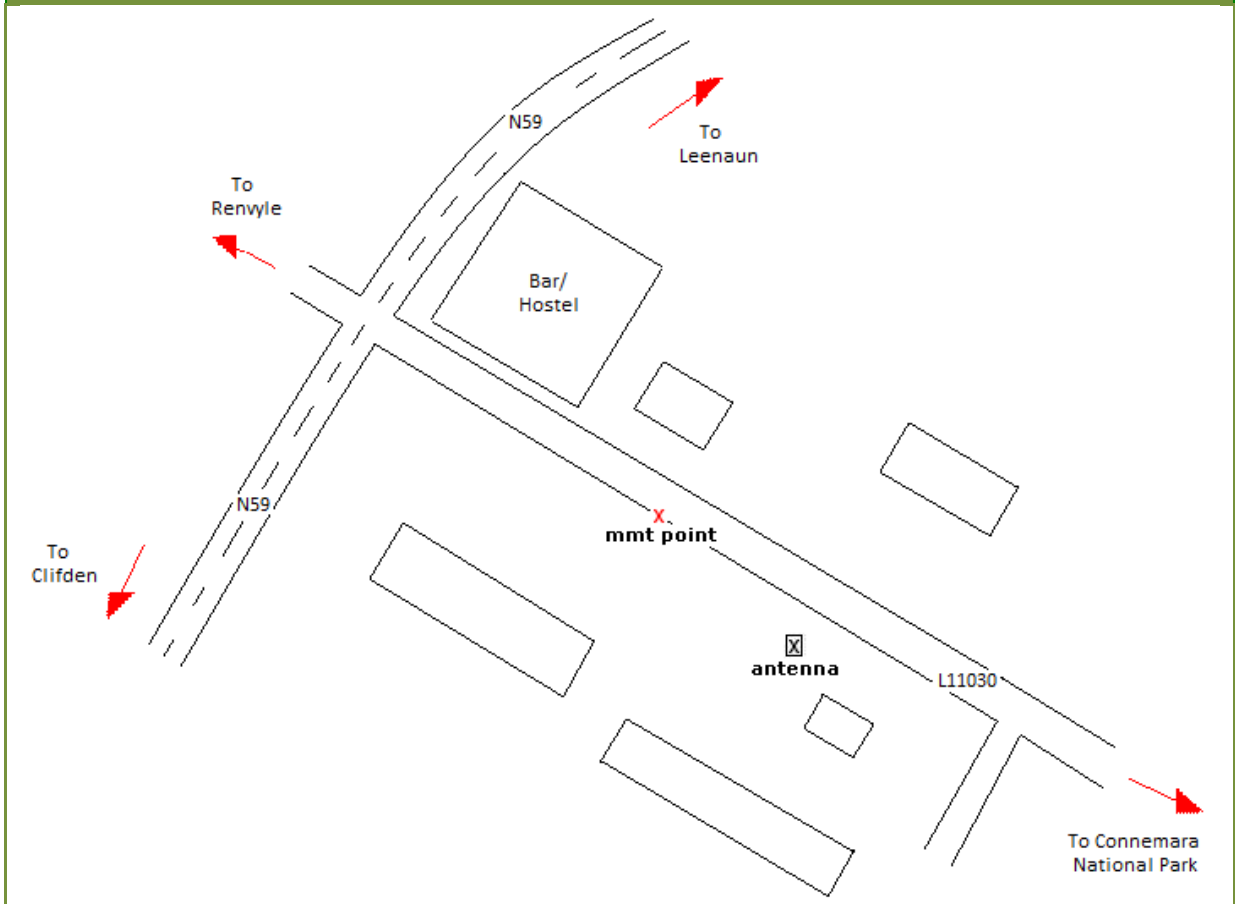 N59
To
Leenaun
To
Renvyle
Bar/
Hostel
N59
X
mmt point
To
Clifden
X
antenna
L11030
To Connemara
National Park